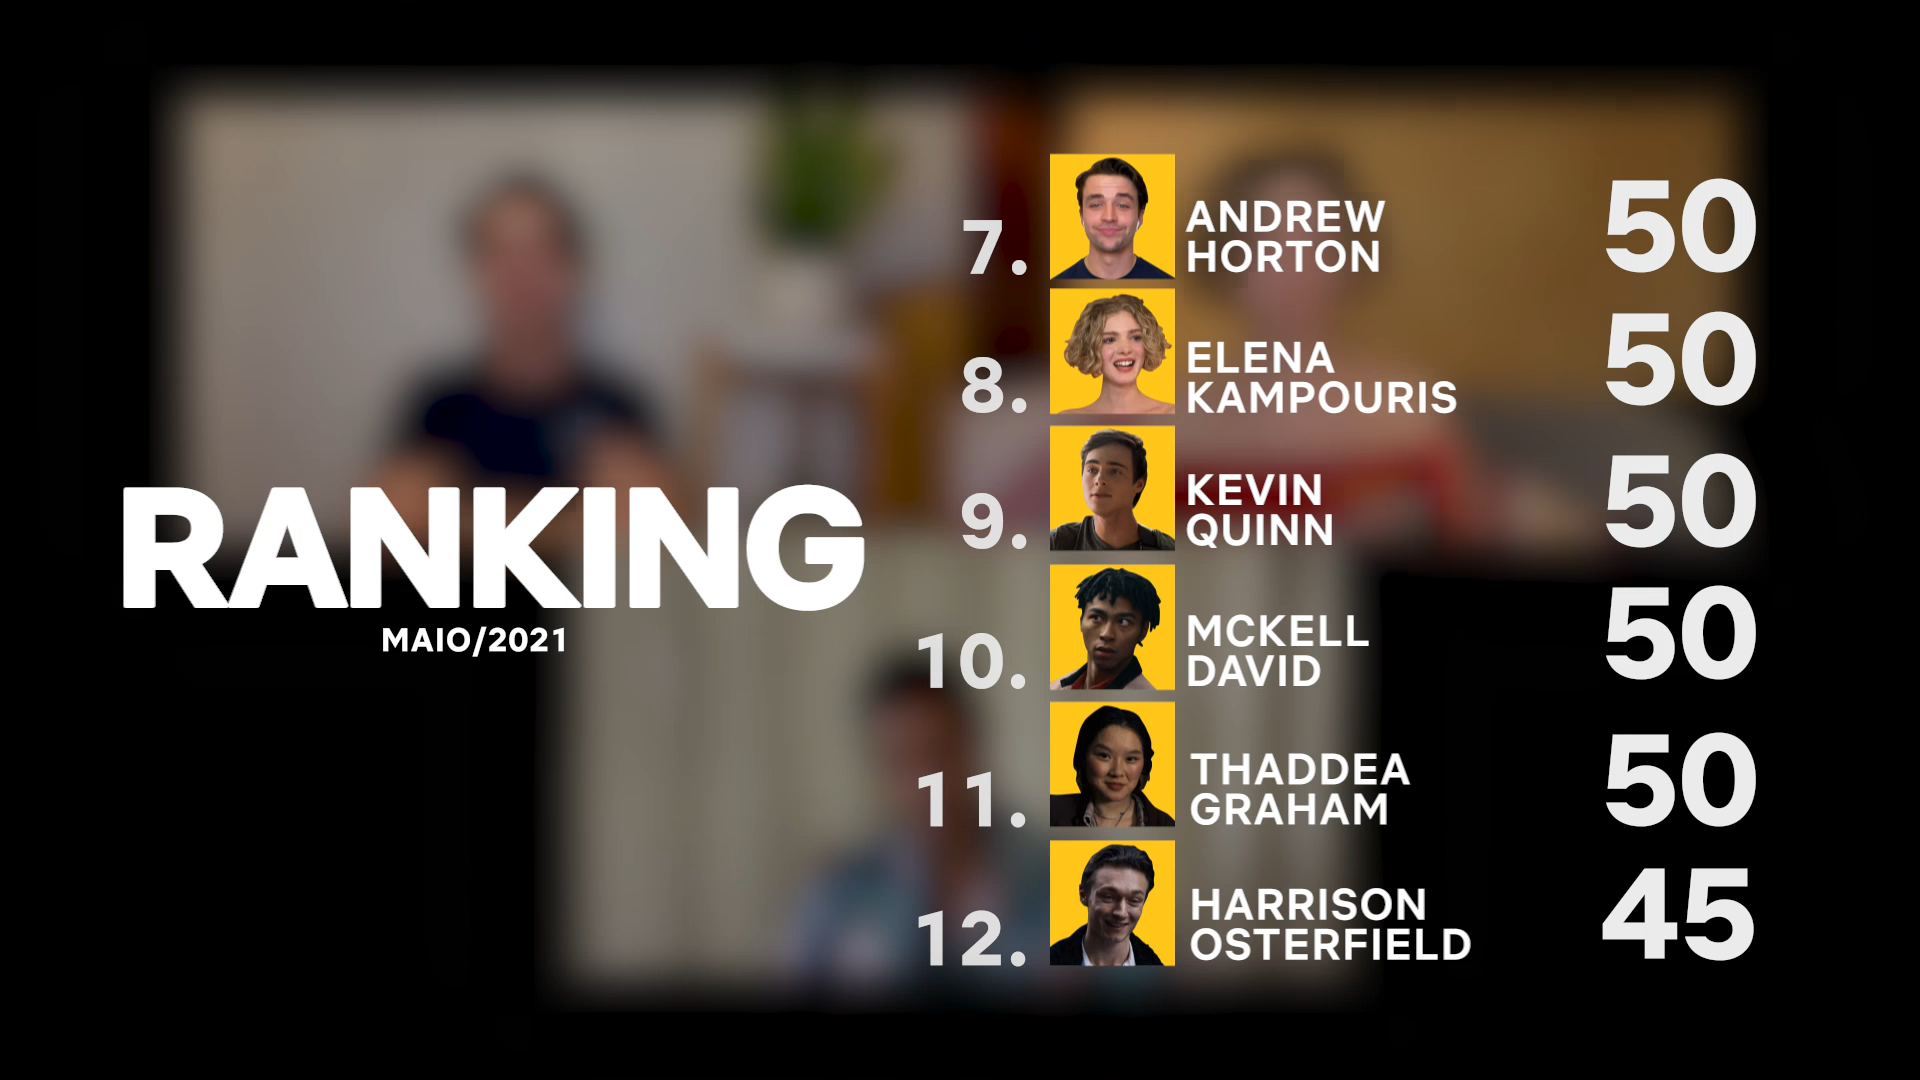 RANKING
MAIO/2021
7.
ANDREW
HORTON
50
8.
ELENA
KAMPOURIS
50
9.
KEVIN
QUINN
50
10.
MCKELL
DAVID
50
11.
THADDEA
GRAHAM
50
12.
HARRISON
OSTERFIELD
45